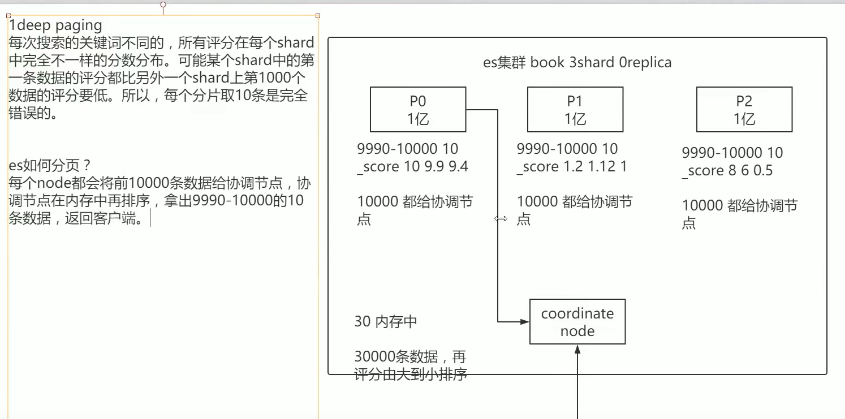 1deep paging
每次搜索的关键词不同的，所有评分在每个shard
中完全不一样的分数分布。可能某个shard中的第
一条数据的评分都比另外一个shard上第1000个
数据的评分要低。所以，每个分片取10条是完全
错误的。
es如何分页？
每个node都会将前10000条数据给协调节点，协
调节点在内存中再排序，拿出9990-10000的10
条数据，返回客户端。
es集群 book 3shard 0replica
P0
1亿
9990-10000 10
_score 10 9.9 9.4
10000 都给协调节
点
P1
1亿
9990-10000 10
_score 1.2 1.12 1
10000 都给协调节
点
P2
1亿
9990-10000 10
_score 8 6 0.5
10000 都给协调节
点
30 内存中
30000条数据，再
评分由大到小排序
coordinate
node